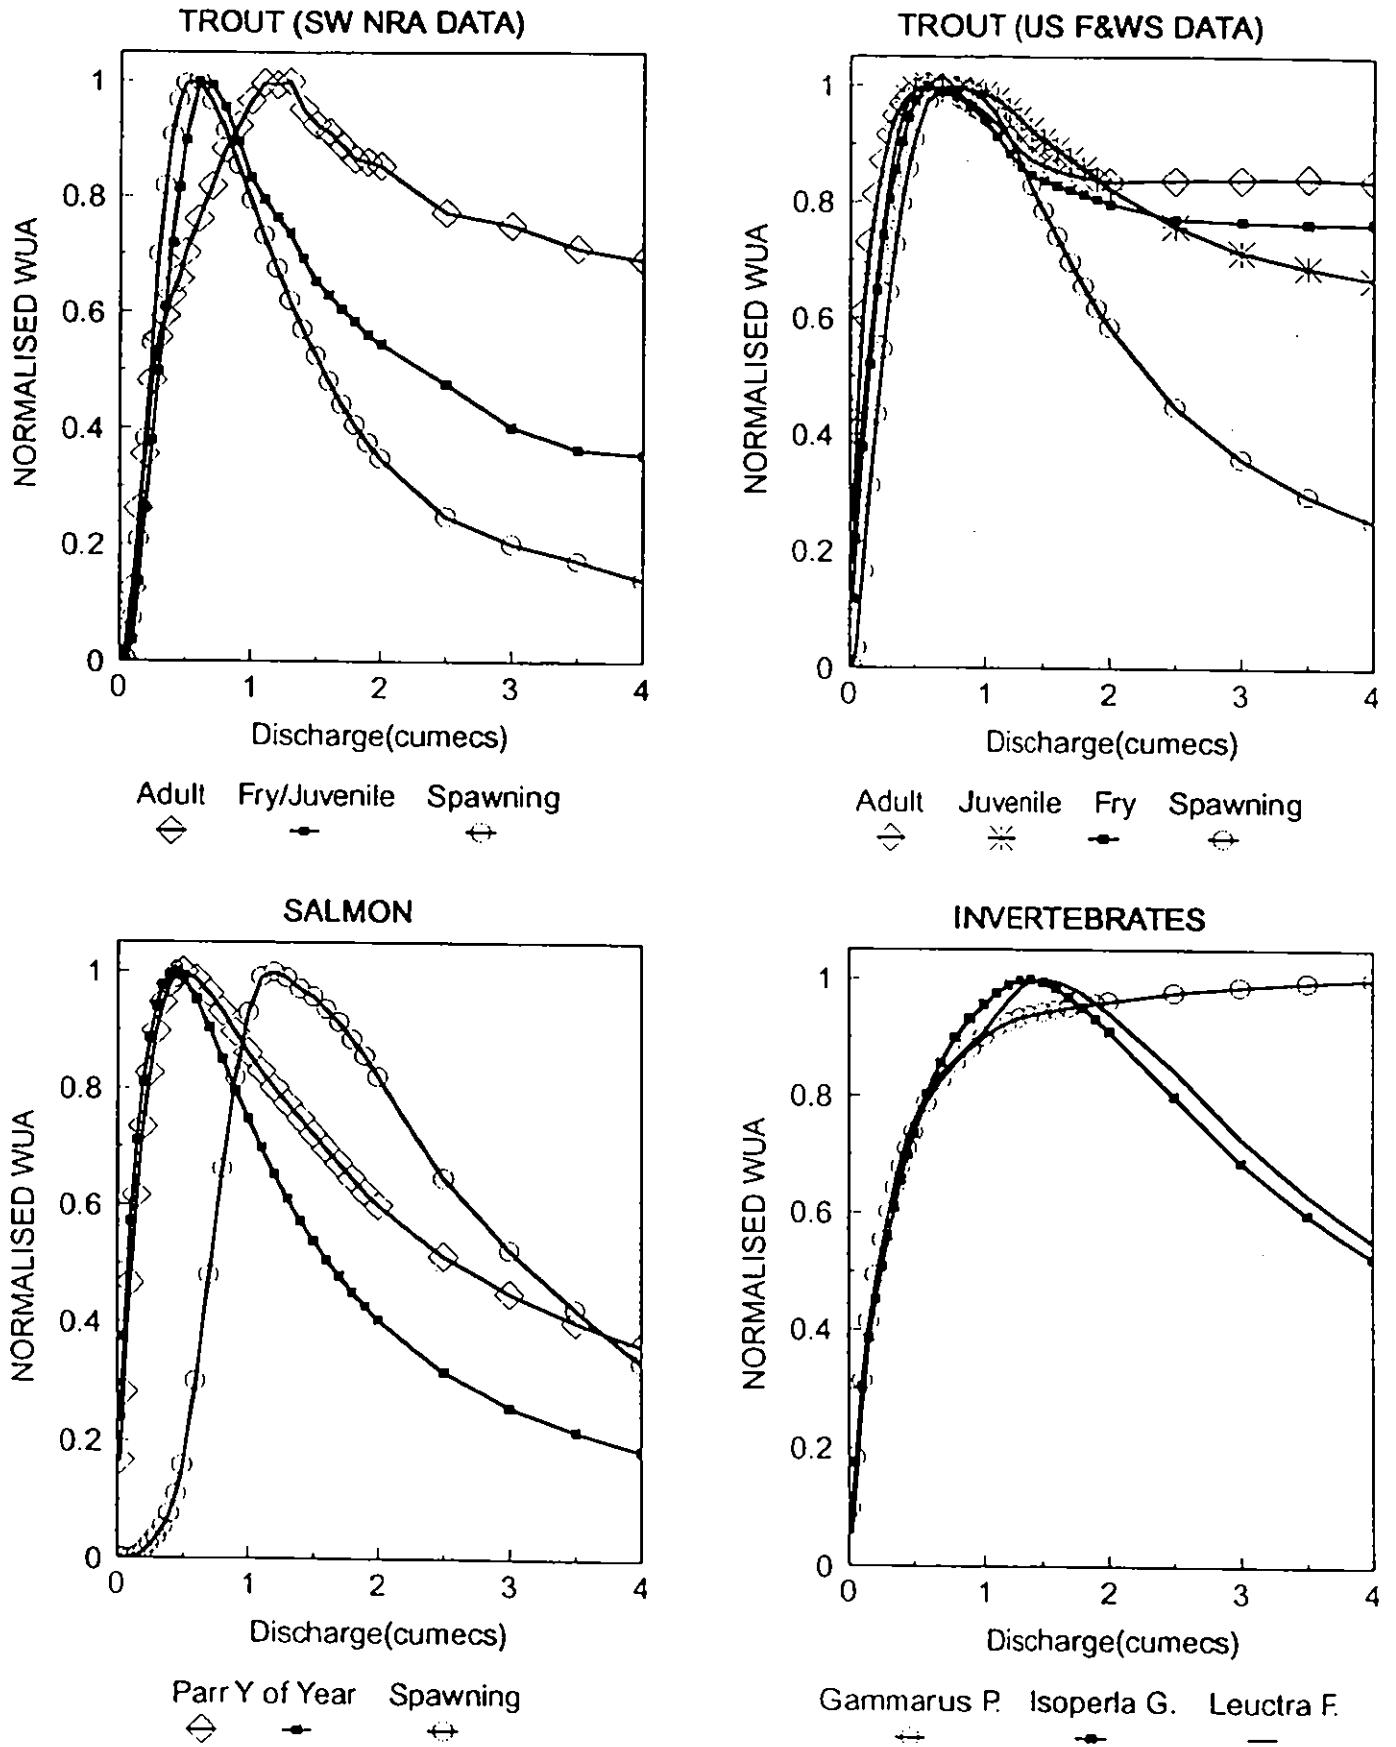 TROUT (SW NRA DATA)
NORMALISED WUA
1
0.8
0.6
0.4
0.2
0
0 1 2 3 4
Discharge(cumecs)
Adult Fry/Juvenile Spawning
TROUT (US F&WS DATA)
NORMALISED WUA
1
0.8
0.6
0.4
0.2
0
0 1 2 3 4
Discharge(cumecs)
Adult Juvenile Fry Spawning
SALMON
NORMALISED WUA
1
0.8
0.6
0.4
0.2
0
0 1 2 3 4
Discharge(cumecs)
Parr Y of Year Spawning
INVERTEBRATES
NORMALISED WUA
1
0.8
0.6
0.4
0.2
0
0 1 2 3 4
Discharge(cumecs)
Gammarus P. Isoperla G. Leuctra F.